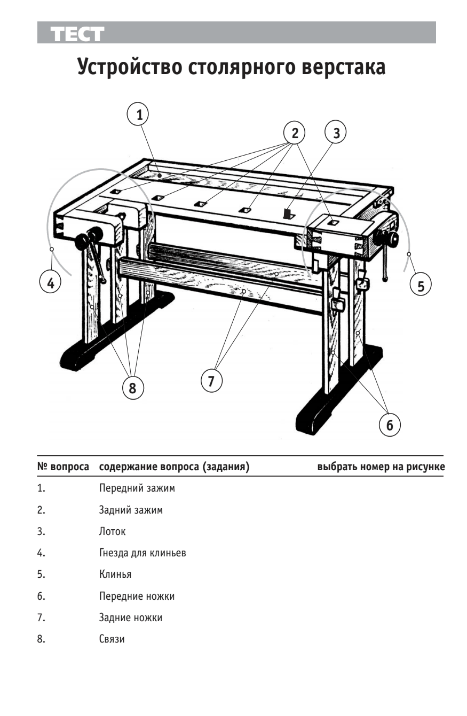 ТЕСТ
Устройство столярного верстака
1
2
3
4
5
7
8
6
№ вопроса содержание вопроса (задания) выбрать номер на рисунке
1. Передний зажим
2. Задний зажим
3. Лоток
4. Гнезда для клиньев
5. Клинья
6. Передние ножки
7. Задние ножки
8. Связи